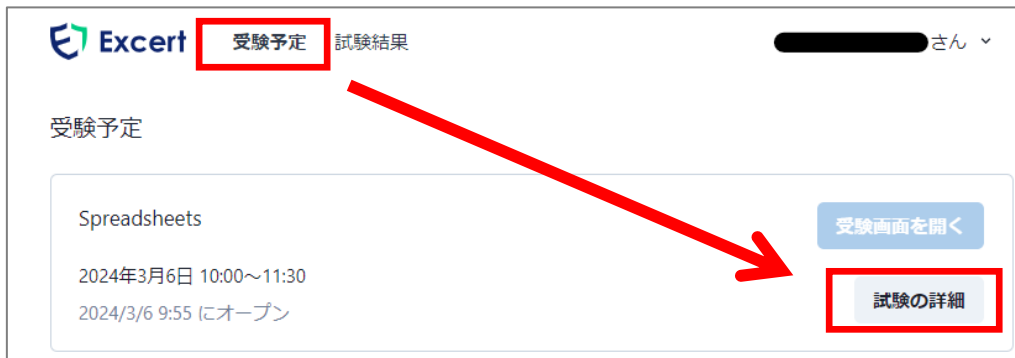 Excert 受験予定 試験結果 さん
受験予定
Spreadsheets
受験画面を開く
2024年3月6日 10:00～11:30
試験の詳細
2024/3/6 9:55 にオープン